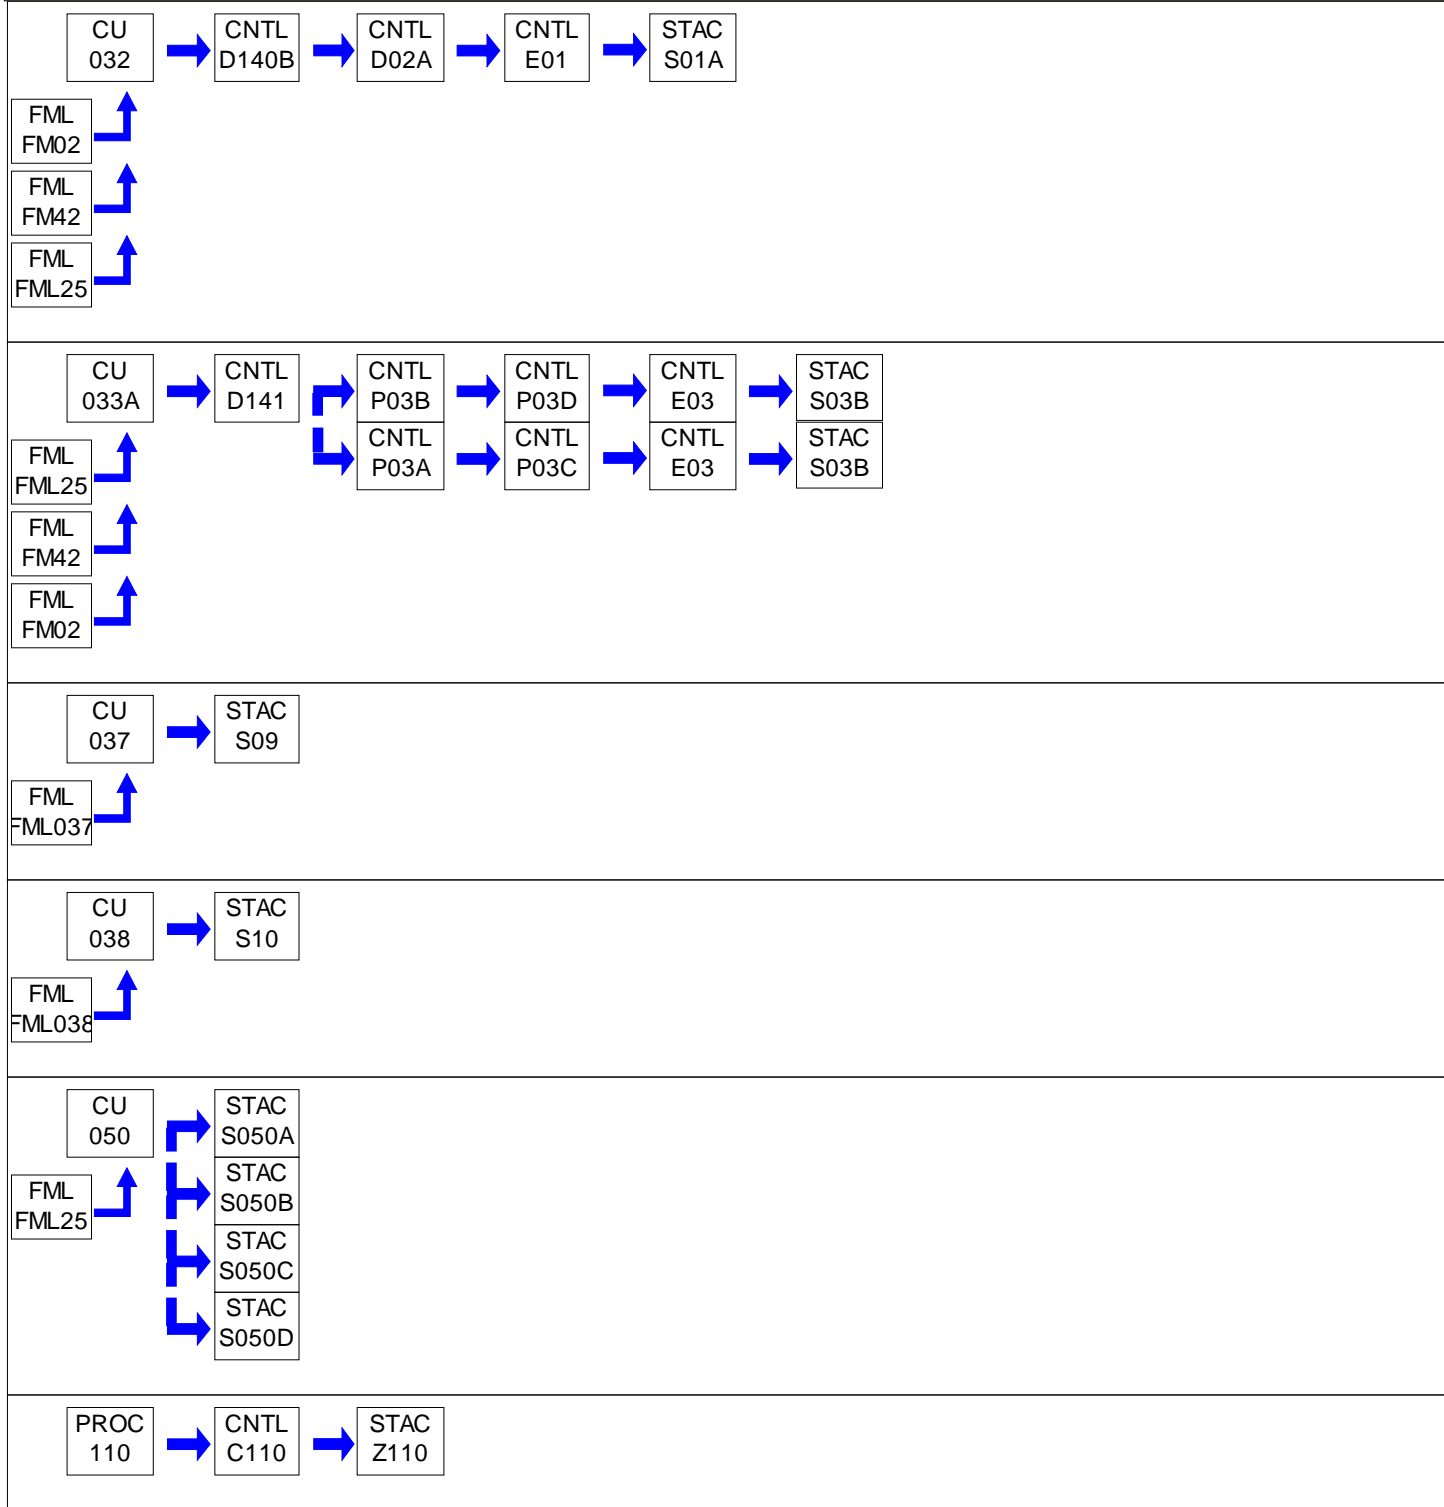 CU
032
CNTL
D140B
CNTL
D02A
CNTL
E01
STAC
S01A
FML
FM02
FML
FM42
FML
FML25
CU
033A
CNTL
D141
CNTL
P03B
CNTL
P03D
CNTL
E03
STAC
S03B
CNTL
P03A
CNTL
P03C
CNTL
E03
STAC
S03B
FML
FML25
FML
FM42
FML
FM02
CU
037
STAC
S09
FML
FML037
CU
038
STAC
S10
FML
FML038
CU
050
STAC
S050A
STAC
S050B
STAC
S050C
STAC
S050D
FML
FML25
PROC
110
CNTL
C110
STAC
Z110